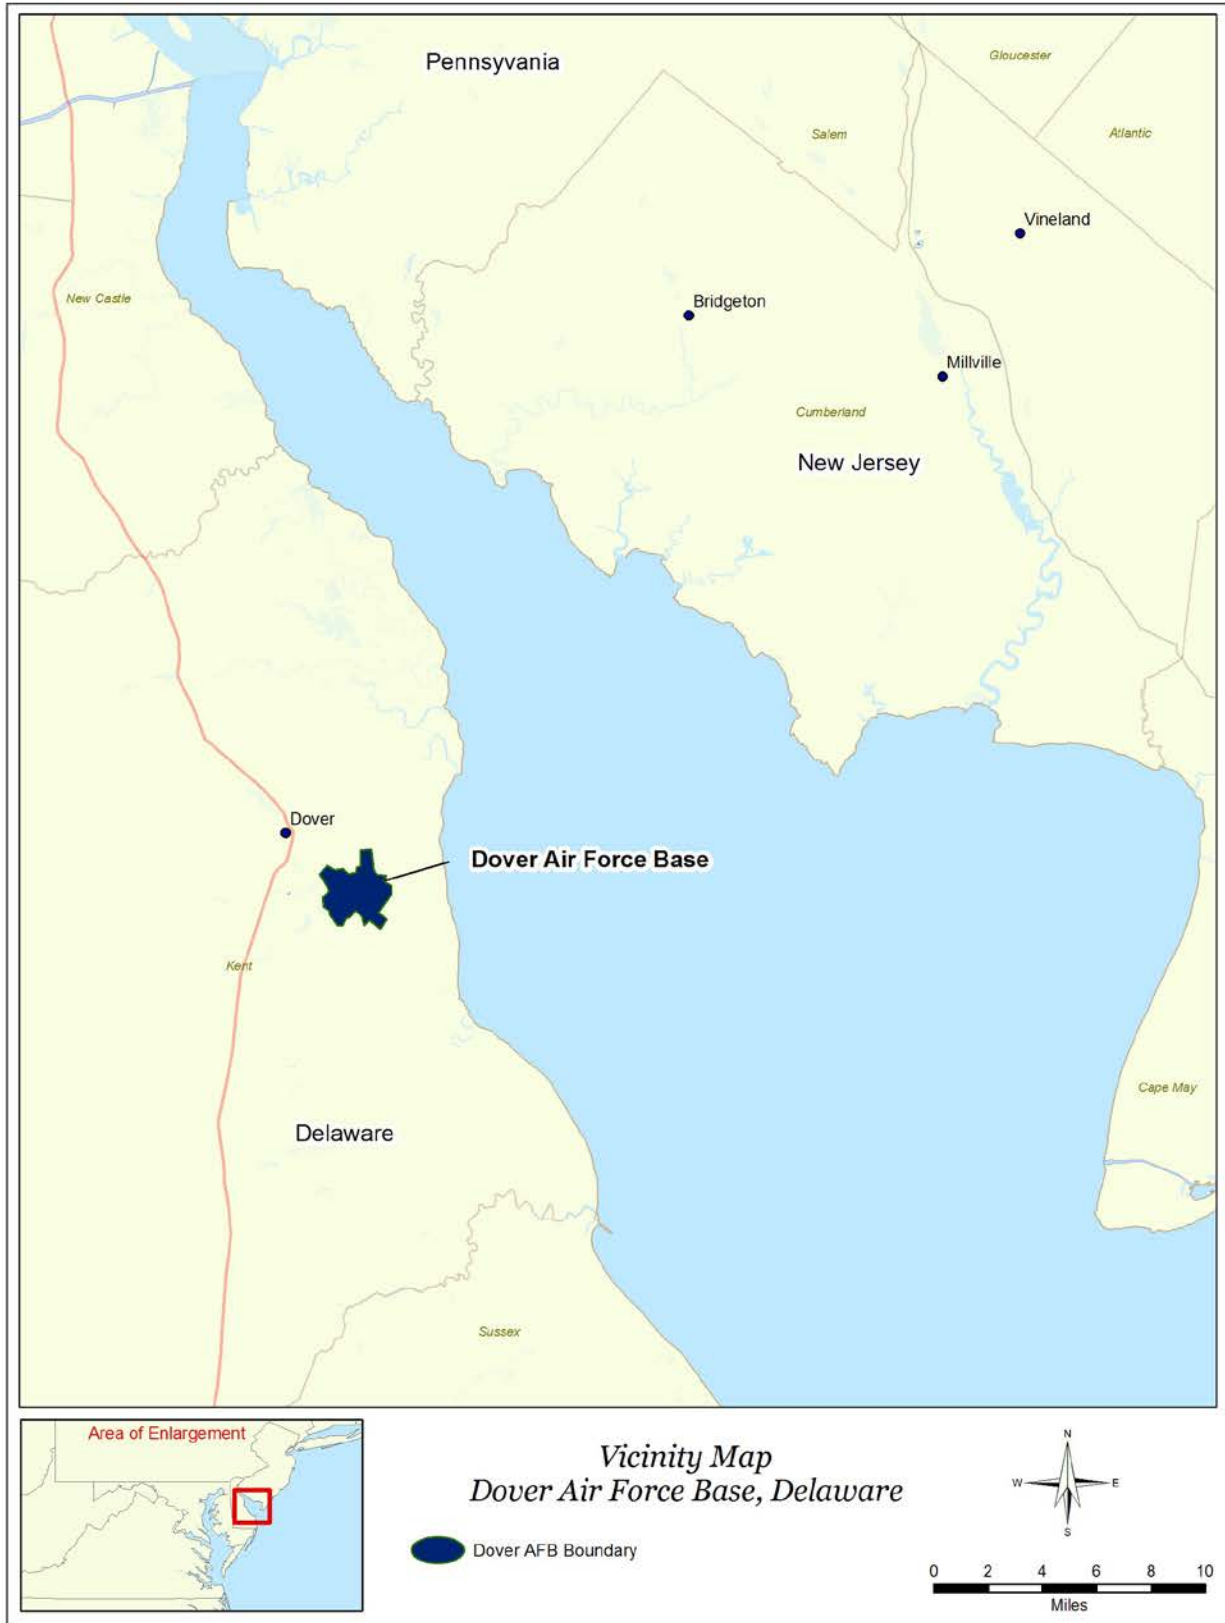 Pennsyvania
Gloucester
Salem
Atlantic
Vineland
New Castle
Bridgeton
Millville
Cumberland
New Jersey
Dover
Dover Air Force Base
Kent
Cape May
Delaware
Sussex
Area of Enlargement
Vicinity Map
Dover Air Force Base, Delaware
Dover AFB Boundary
N
W
E
S
0 2 4 6 8 10
Miles